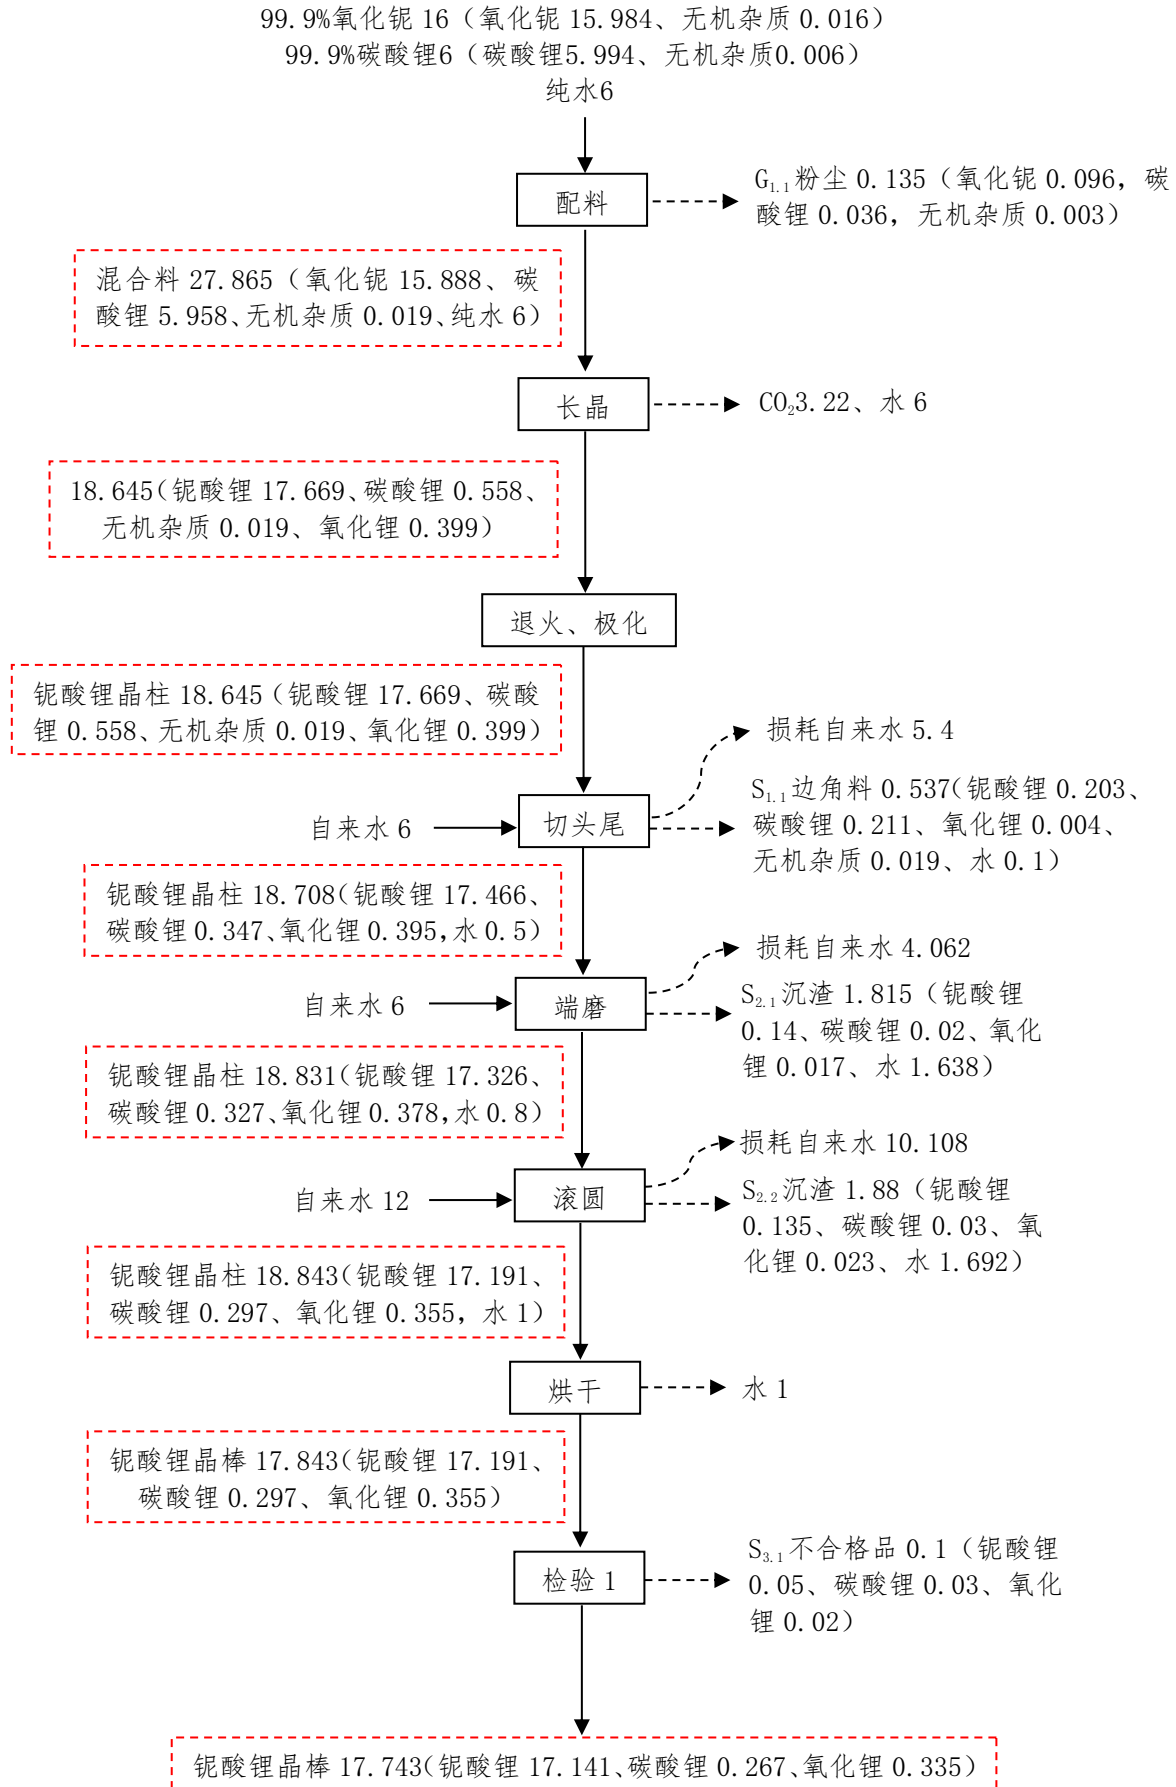 99.9%氧化铌 16（氧化铌 15.984、无机杂质 0.016）
99.9%碳酸锂6（碳酸锂5.994、无机杂质0.006）
纯水6
配料
G1.1粉尘 0.135（氧化铌 0.096，碳
酸锂 0.036，无机杂质 0.003）
混合料 27.865（氧化铌 15.888、碳
酸锂 5.958、无机杂质 0.019、纯水 6）
长晶
CO₂3.22、水 6
18.645(铌酸锂 17.669、碳酸锂 0.558、
无机杂质 0.019、氧化锂 0.399）
退火、极化
铌酸锂晶柱 18.645（铌酸锂 17.669、碳酸
锂 0.558、无机杂质 0.019、氧化锂 0.399）
损耗自来水 5.4
自来水 6
切头尾
S1.1边角料 0.537(铌酸锂 0.203、
碳酸锂 0.211、氧化锂 0.004、
无机杂质 0.019、水 0.1）
铌酸锂晶柱 18.708(铌酸锂 17.466、
碳酸锂 0.347、氧化锂 0.395,水 0.5）
损耗自来水 4.062
自来水 6
端磨
S2.1沉渣 1.815（铌酸锂
0.14、碳酸锂 0.02、氧化
锂 0.017、水 1.638）
铌酸锂晶柱 18.831(铌酸锂 17.326、
碳酸锂 0.327、氧化锂 0.378,水 0.8）
损耗自来水 10.108
自来水 12
滚圆
S2.2沉渣 1.88（铌酸锂
0.135、碳酸锂 0.03、氧
化锂 0.023、水 1.692）
铌酸锂晶柱 18.843(铌酸锂 17.191、
碳酸锂 0.297、氧化锂 0.355，水 1）
烘干
水 1
铌酸锂晶棒 17.843(铌酸锂 17.191、
碳酸锂 0.297、氧化锂 0.355）
检验 1
S3.1不合格品 0.1（铌酸锂
0.05、碳酸锂 0.03、氧化
锂 0.02）
铌酸锂晶棒 17.743(铌酸锂 17.141、碳酸锂 0.267、氧化锂 0.335）